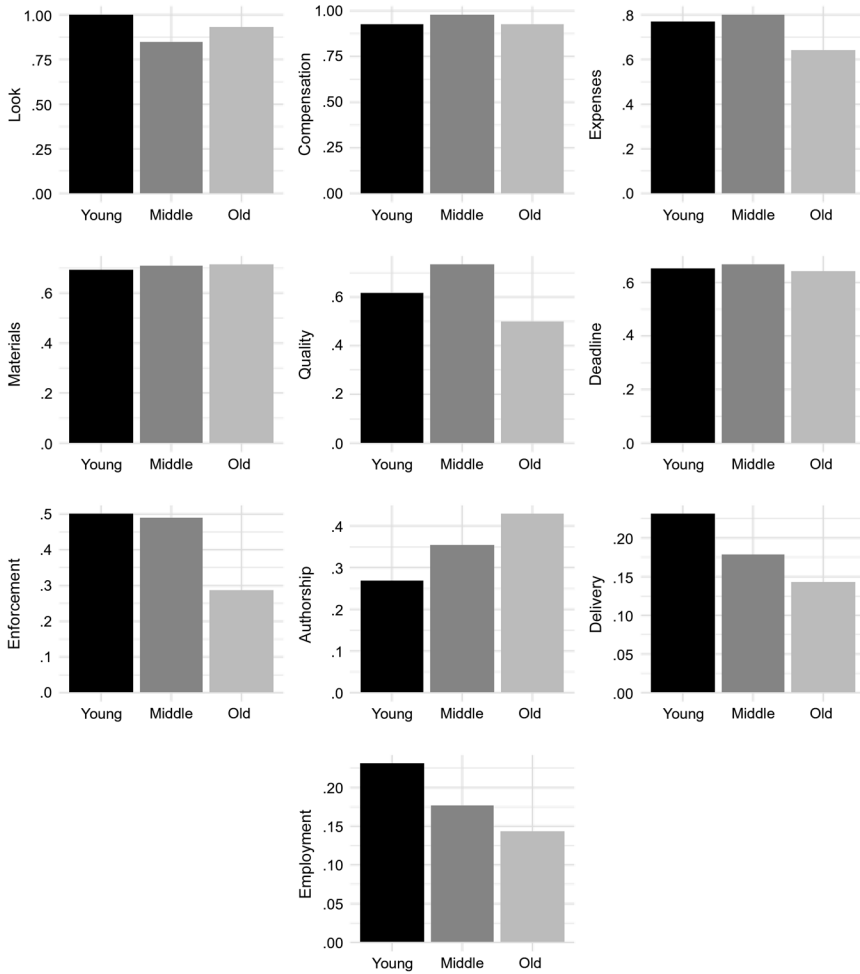 Look
1.00
.75
.50
.25
.00
Young Middle Old
Compensation
1.00
0.75
0.50
0.25
.00
Young Middle Old
Expenses
.8
.6
.4
.2
.0
Young Middle Old
Materials
.6
.4
.2
.0
Young Middle Old
Quality
.6
.4
.2
.0
Young Middle Old
Deadline
.6
.4
.2
.0
Young Middle Old
Enforcement
.5
.4
.3
.2
.1
.0
Young Middle Old
Authorship
.4
.3
.2
.1
.0
Young Middle Old
Delivery
.20
.15
.10
.05
.00
Young Middle Old
Employment
.20
.15
.10
.05
.00
Young Middle Old